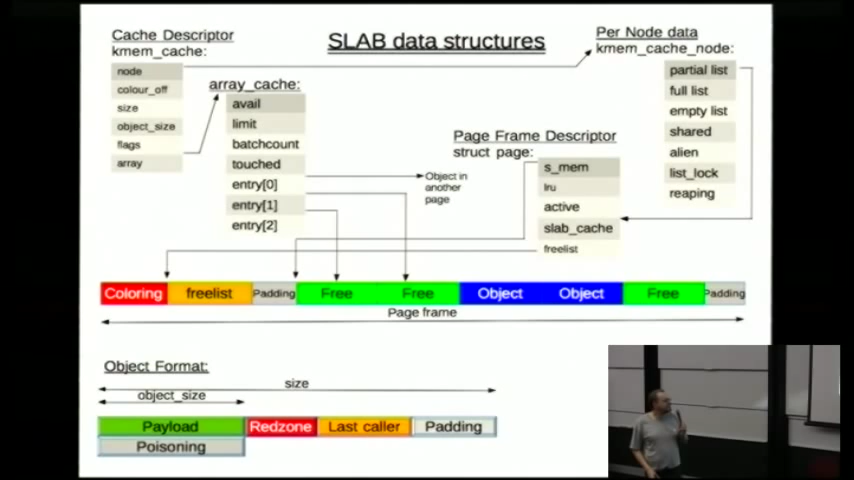 SLAB data structures
Cache Descriptor
kmem_cache:
node
colour_off
size
object_size
flags
array
array_cache:
avail
limit
batchcount
touched
entry[0]
entry[1]
entry[2]
Object in
another
page
Page Frame Descriptor
struct page:
s_mem
lru
active
slab_cache
freelist
Per Node data
kmem_cache_node:
partial list
full list
empty list
shared
alien
list_lock
reaping
Coloring freelist Padding Free Free Object Object Free Padding
Page frame
Object Format:
size
object_size
Payload Redzone Last caller Padding
Poisoning